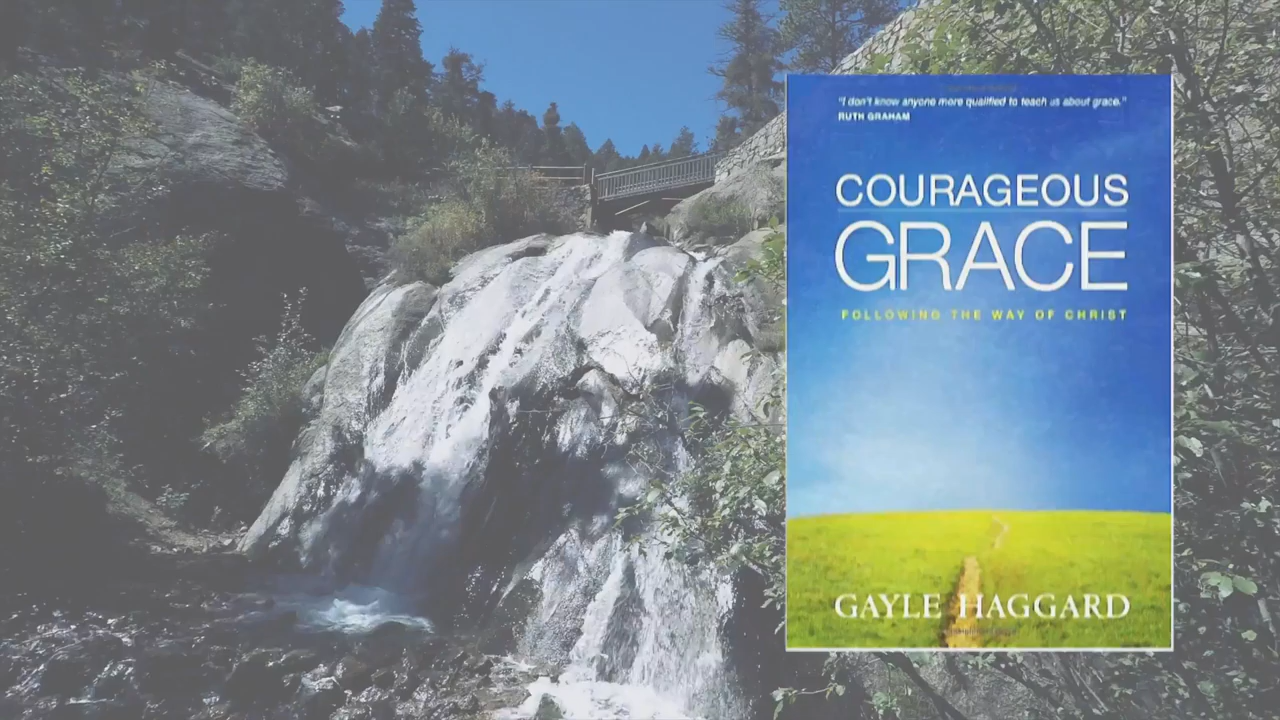 "I don't know anyone more qualified to teach us about grace."
RUTH GRAHAM
COURAGEOUS
GRACE
FOLLOWING THE WAY OF CHRIST
GAYLE HAGGARD